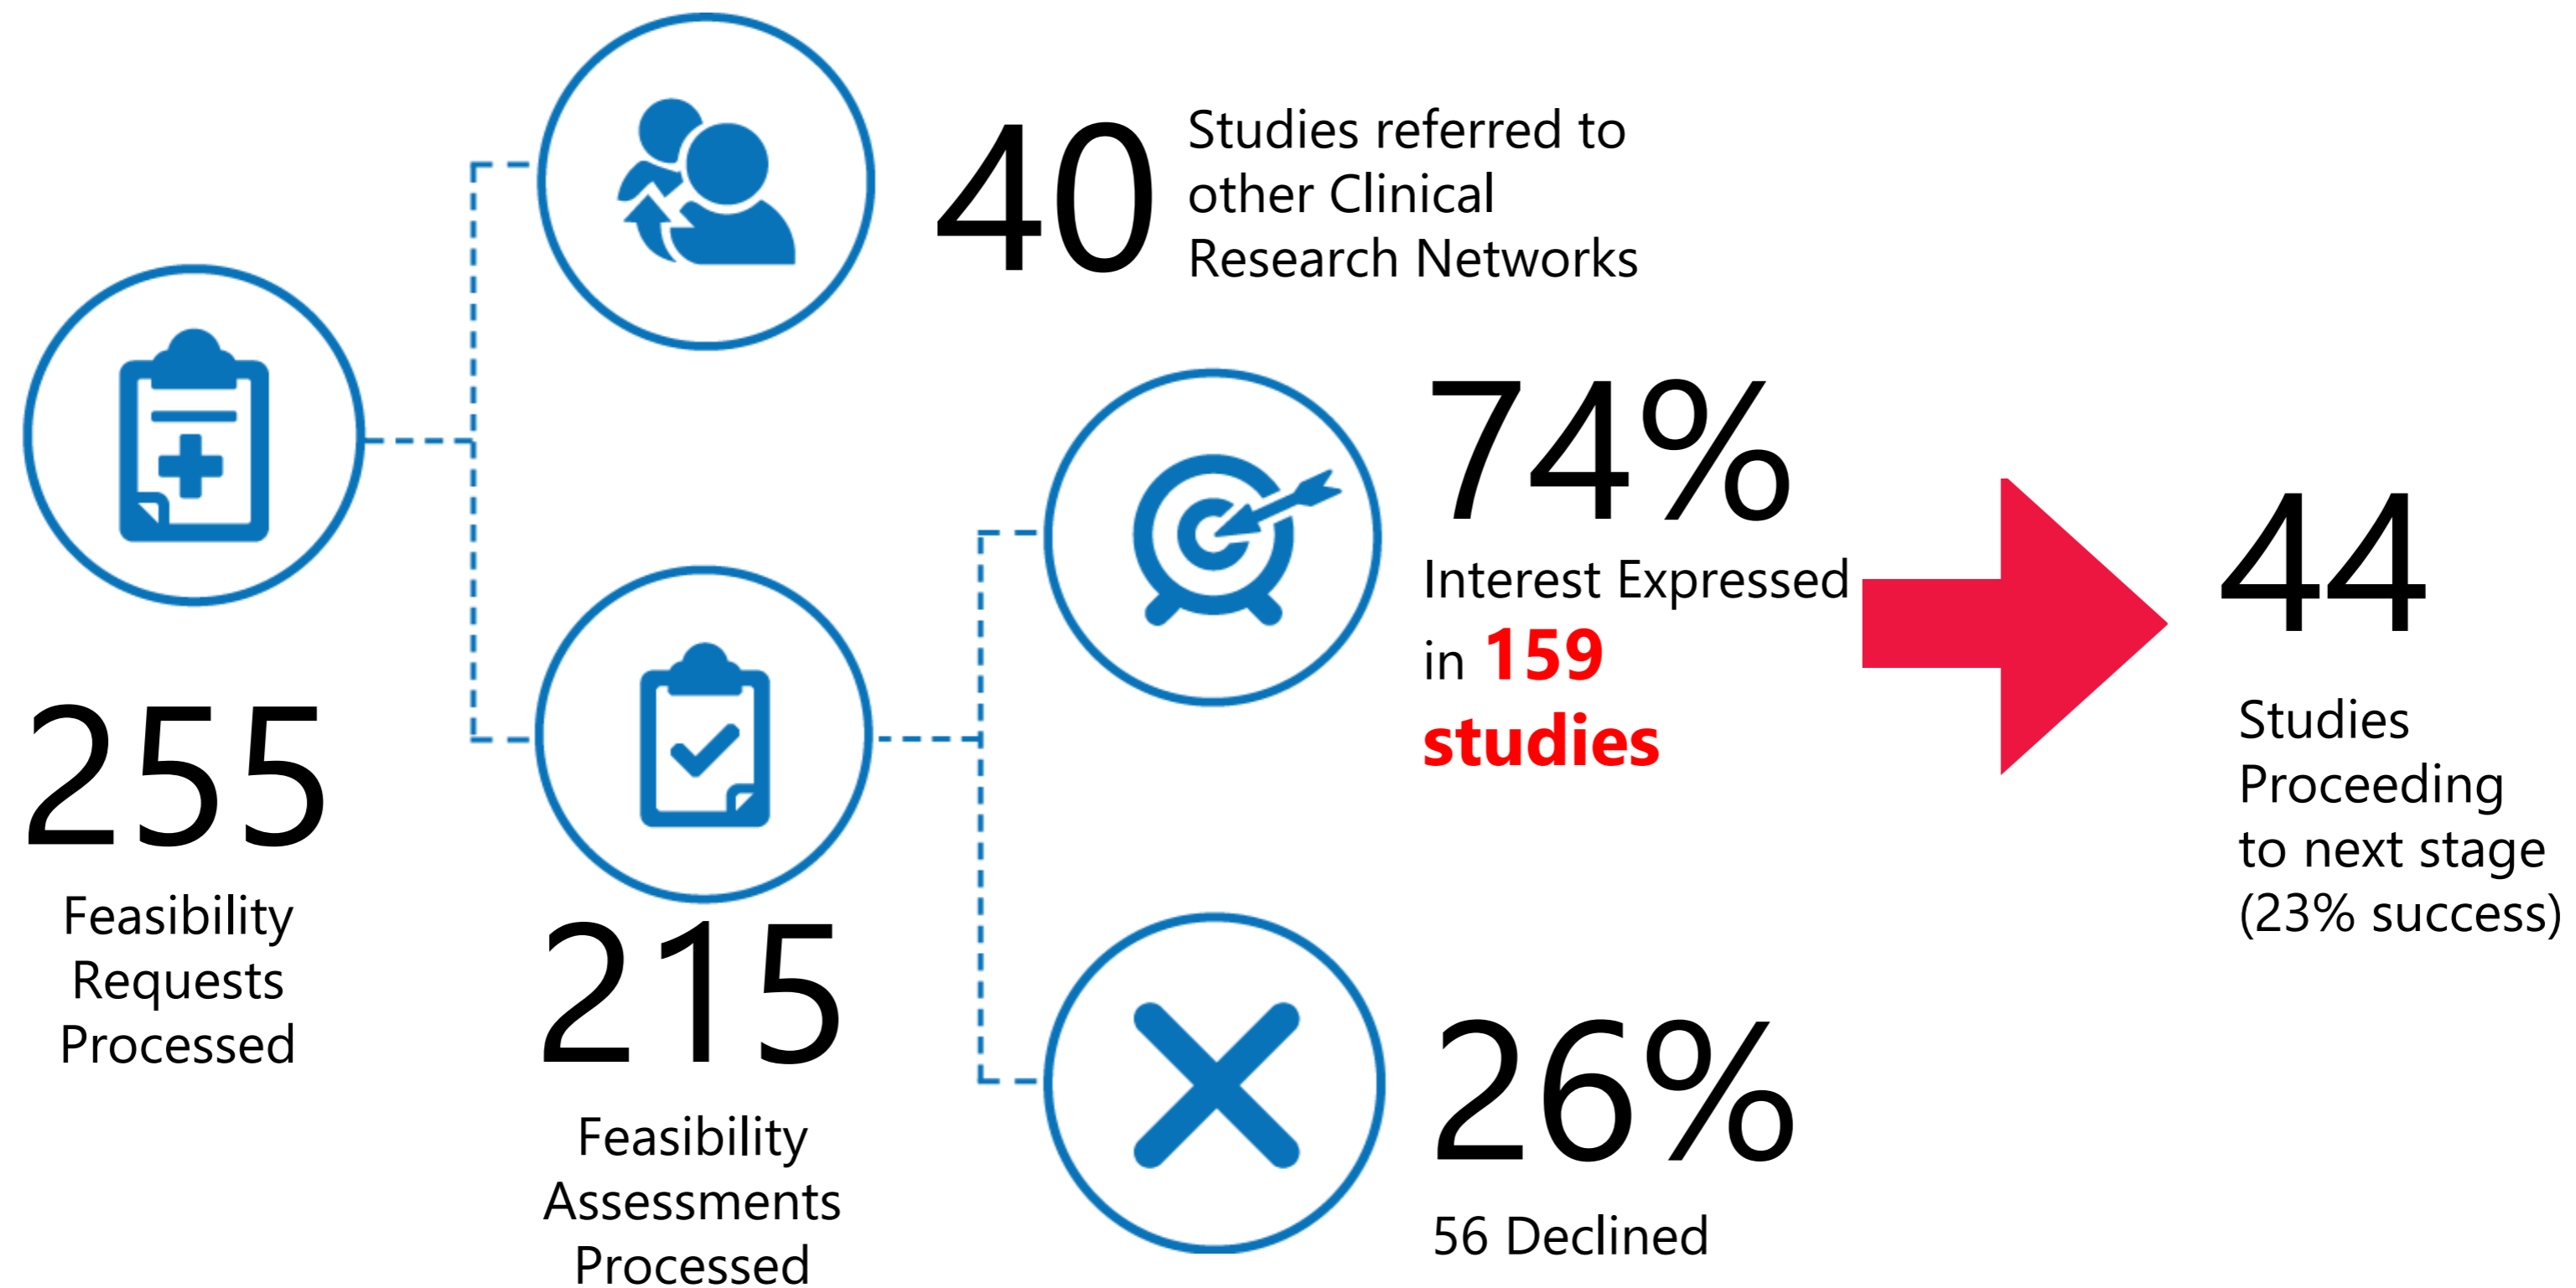 255
Feasibility
Requests
Processed
40
Studies referred to
other Clinical
Research Networks
215
Feasibility
Assessments
Processed
74%
Interest Expressed
in 159
studies
26%
56 Declined
44
Studies
Proceeding
to next stage
(23% success)